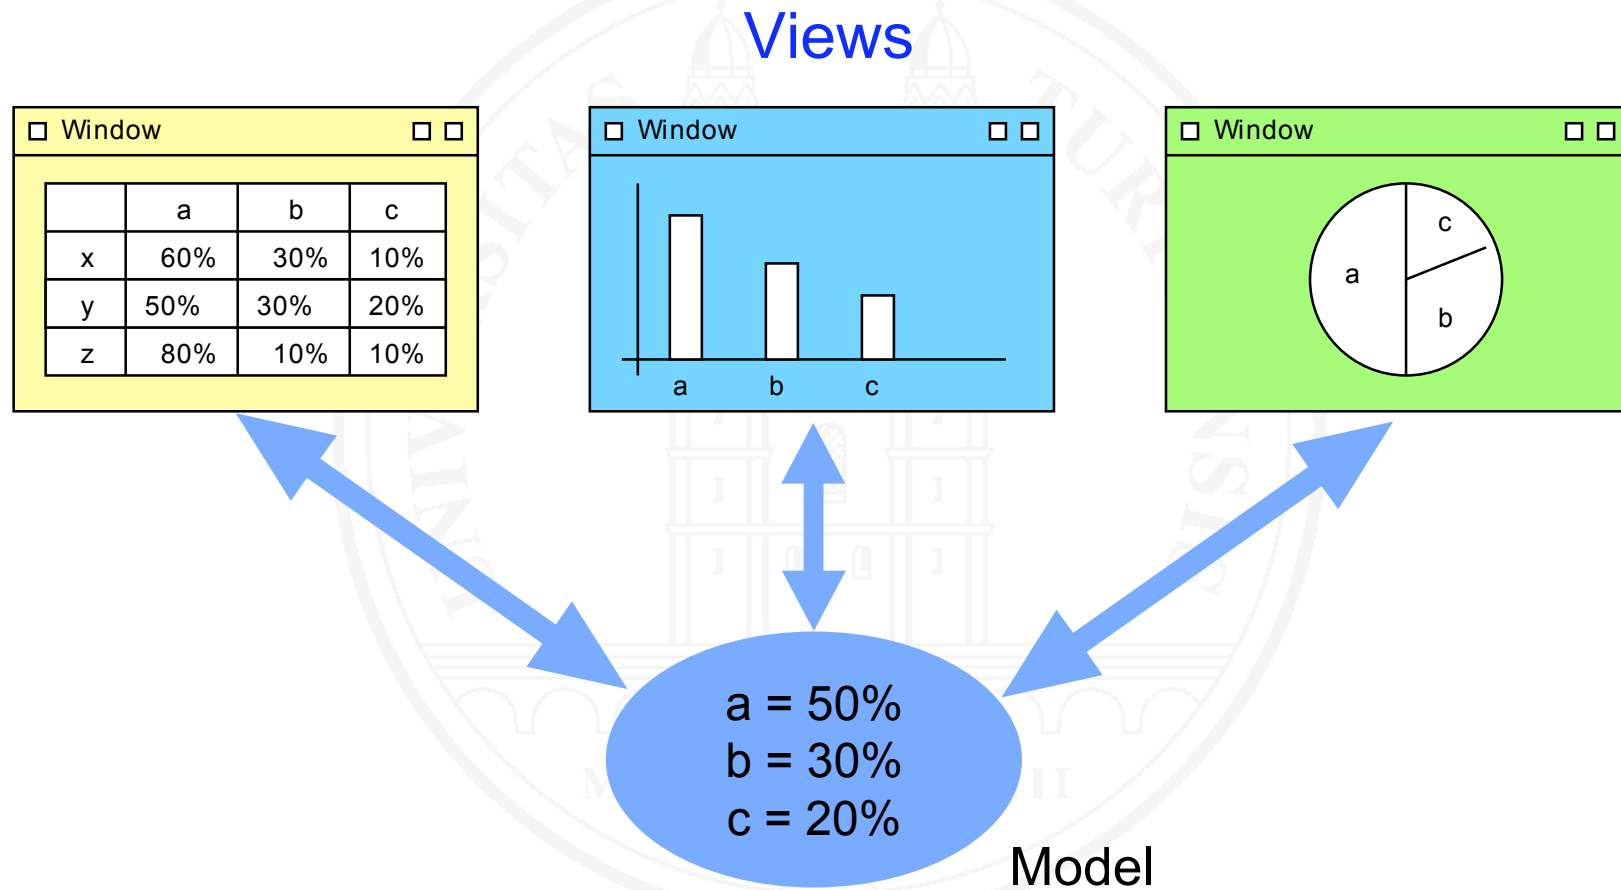 Views
Window
a b c
x 60% 30% 10%
y 50% 30% 20%
z 80% 10% 10%
Window
a b c
Window
c
a
b
a = 50%
b = 30%
c = 20%
Model